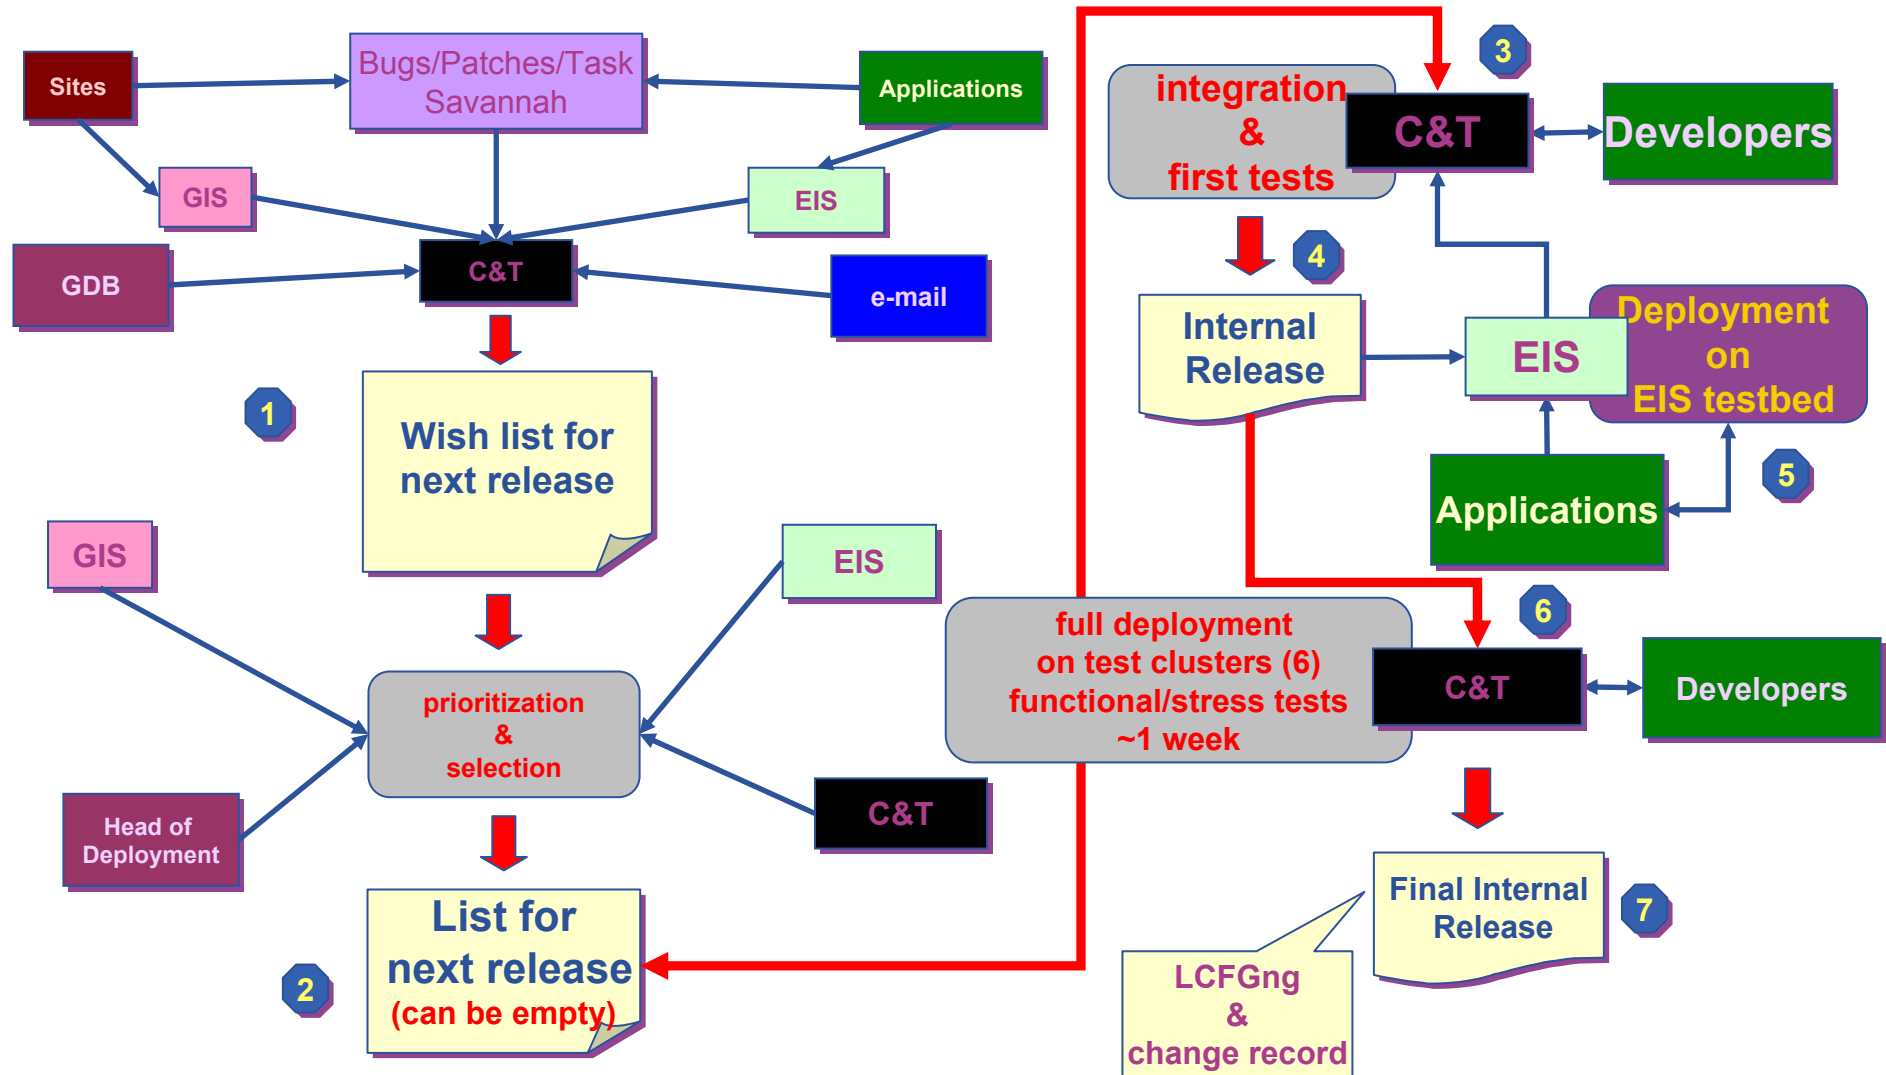 Sites
Bugs/Patches/Task
Savannah
Applications
GIS
EIS
GDB
C&T
e-mail
1
Wish list for
next release
GIS
EIS
prioritization
&
selection
Head of
Deployment
C&T
List for
next release
(can be empty)
2
3
integration
&
first tests
C&T
Developers
4
Internal
Release
EIS
Deployment
on
EIS testbed
Applications
5
6
full deployment
on test clusters (6)
functional/stress tests
~1 week
C&T
Developers
Final Internal
Release
7
LCFGng
&
change record